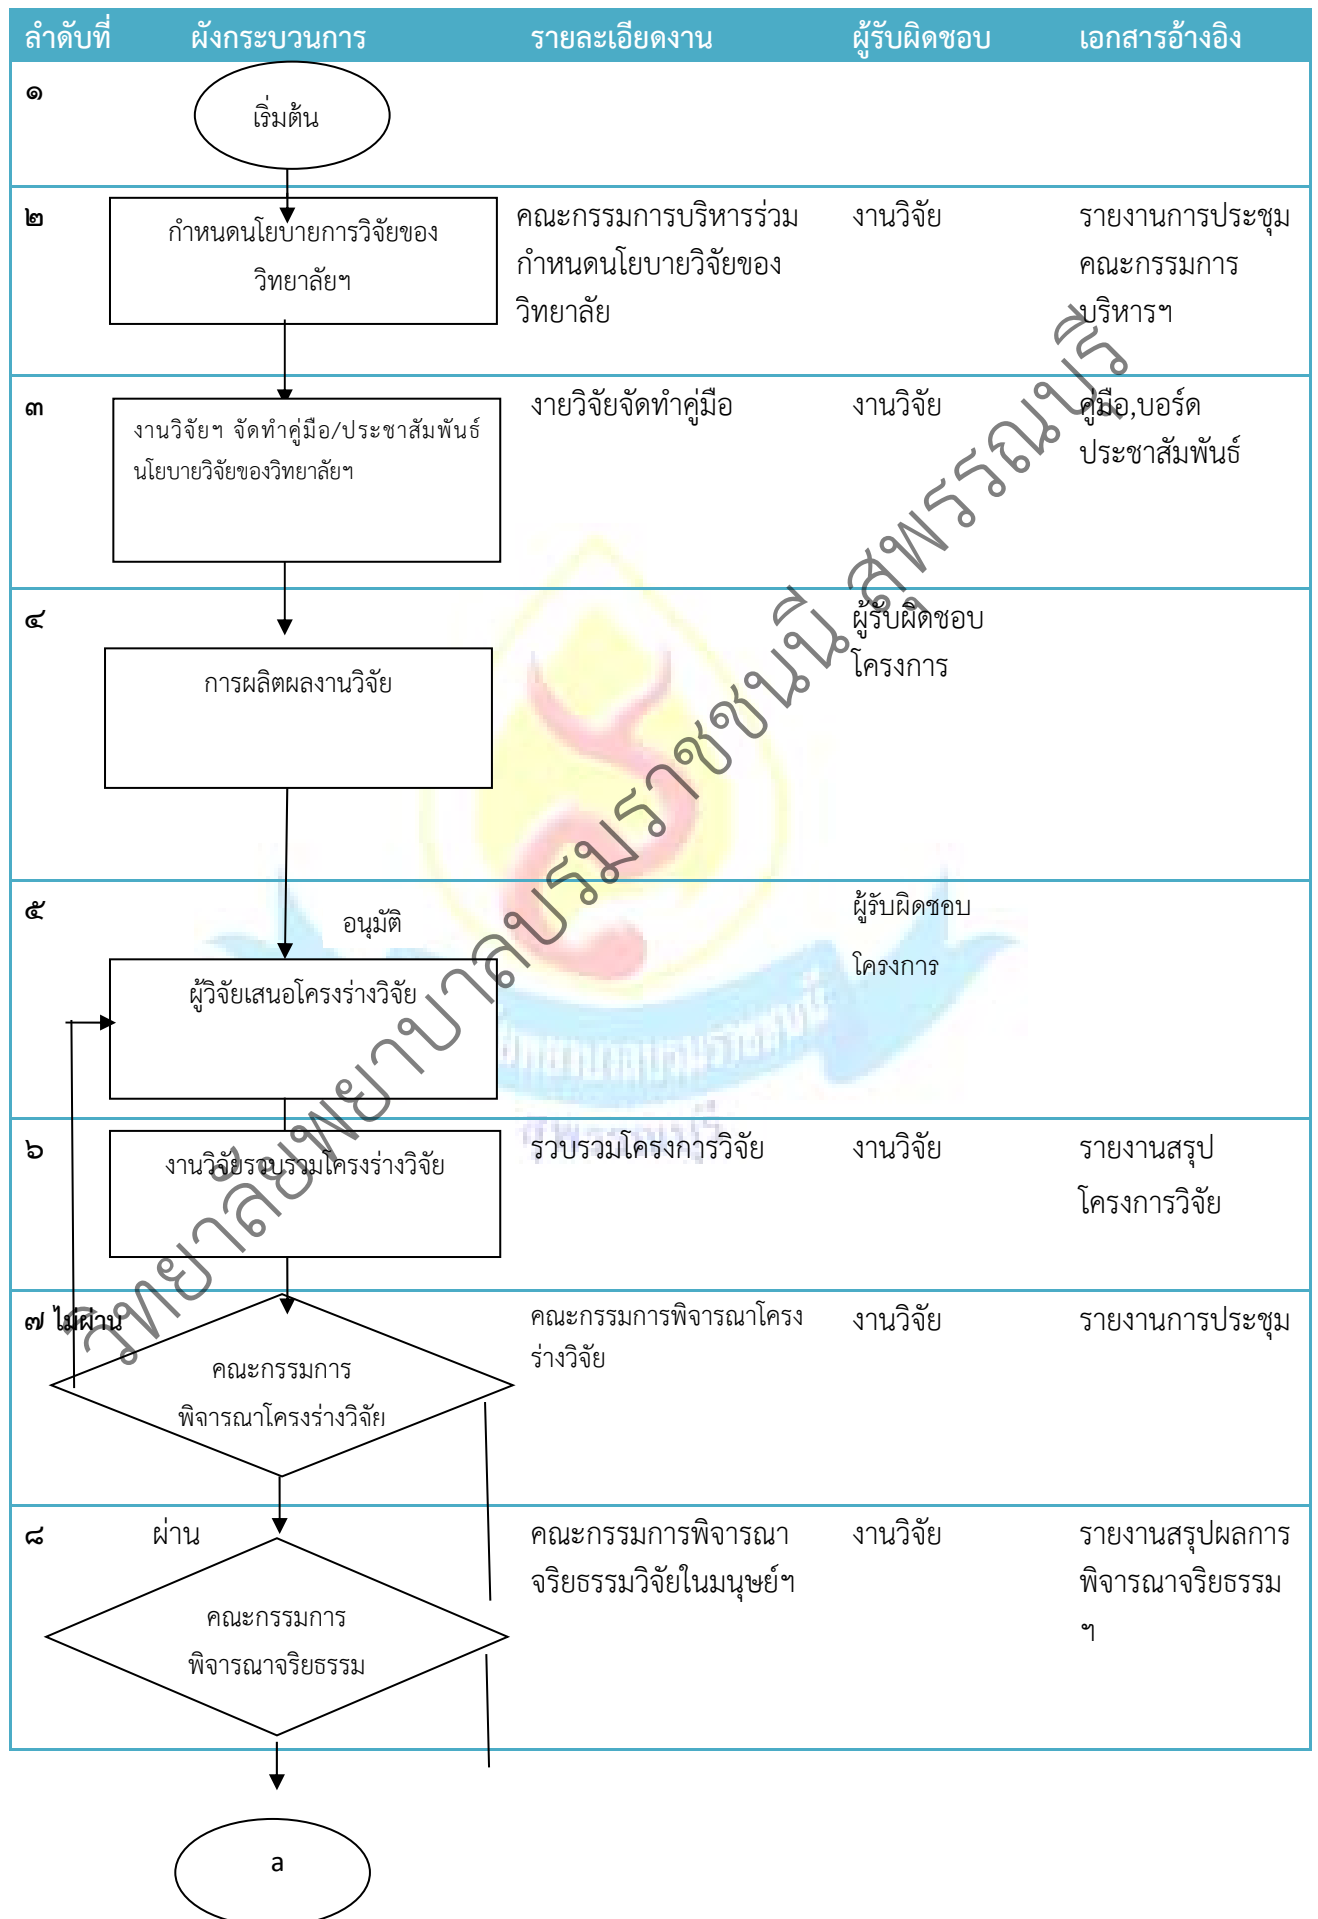 ลำดับที่ ผังกระบวนการ รายละเอียดงาน ผู้รับผิดชอบ เอกสารอ้างอิง
๑
เริ่มต้น
๒
กำหนดนโยบายการวิจัยของ
วิทยาลัยฯ
คณะกรรมการบริหารร่วม
กำหนดนโยบายวิจัยของ
วิทยาลัย
งานวิจัย
รายงานการประชุม
คณะกรรมการ
บริหารฯ
๓
งานวิจัยฯ จัดทำคู่มือ/ประชาสัมพันธ์
นโยบายวิจัยของวิทยาลัยฯ
งายวิจัยจัดทำคู่มือ
งานวิจัย
คู่มือ,บอร์ด
ประชาสัมพันธ์
๔
การผลิตผลงานวิจัย
ผู้รับผิดชอบ
โครงการ
๕
อนุมัติ
ผู้วิจัยเสนอโครงร่างวิจัย
ผู้รับผิดชอบ
โครงการ
๖
งานวิจัยรวบรวมโครงร่างวิจัย
รวบรวมโครงการวิจัย
งานวิจัย
รายงานสรุป
โครงการวิจัย
๗ ไม่ผ่าน
คณะกรรมการ
พิจารณาโครงร่างวิจัย
คณะกรรมการพิจารณาโครง
ร่างวิจัย
งานวิจัย
รายงานการประชุม
๘ ผ่าน
คณะกรรมการ
พิจารณาจริยธรรม
คณะกรรมการพิจารณา
จริยธรรมวิจัยในมนุษย์ฯ
งานวิจัย
รายงานสรุปผลการ
พิจารณาจริยธรรม
ฯ
a
วิทยาลัยพยาบาลบรมราชชนนี สุพรรณบุรี
สุพรรณบุรี